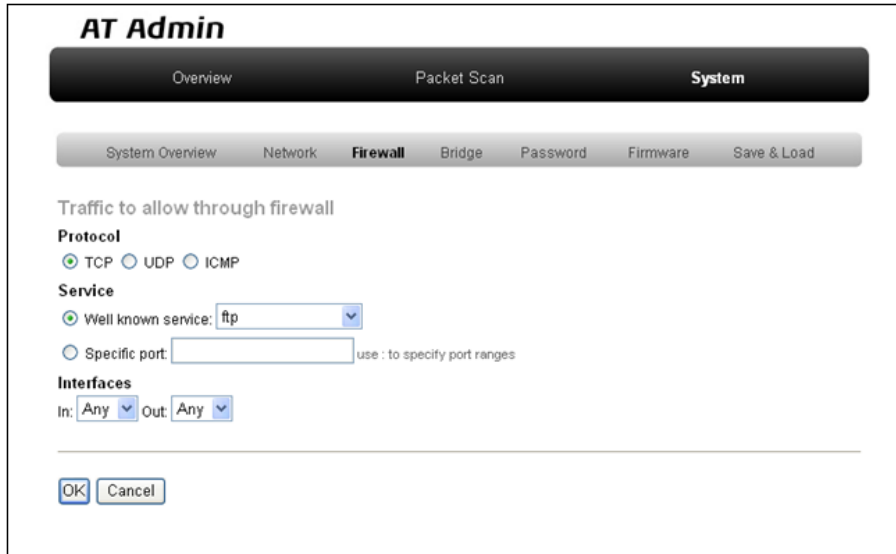 AT Admin
Overview Packet Scan System
System Overview Network Firewall Bridge Password Firmware Save & Load
Traffic to allow through firewall
Protocol
TCP UDP ICMP
Service
Well known service: ftp
Specific port: use : to specify port ranges
Interfaces
In: Any Out: Any
OK Cancel